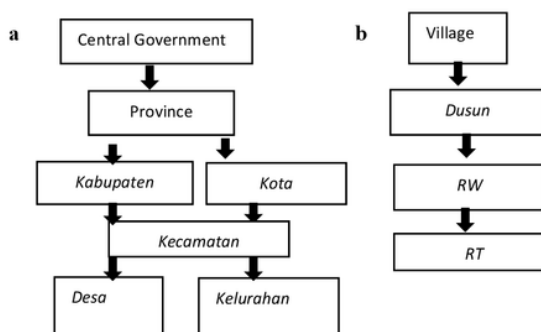 a
Central Government
Province
Kabupaten
Kota
Kecamatan
Desa
Kelurahan
b
Village
Dusun
RW
RT